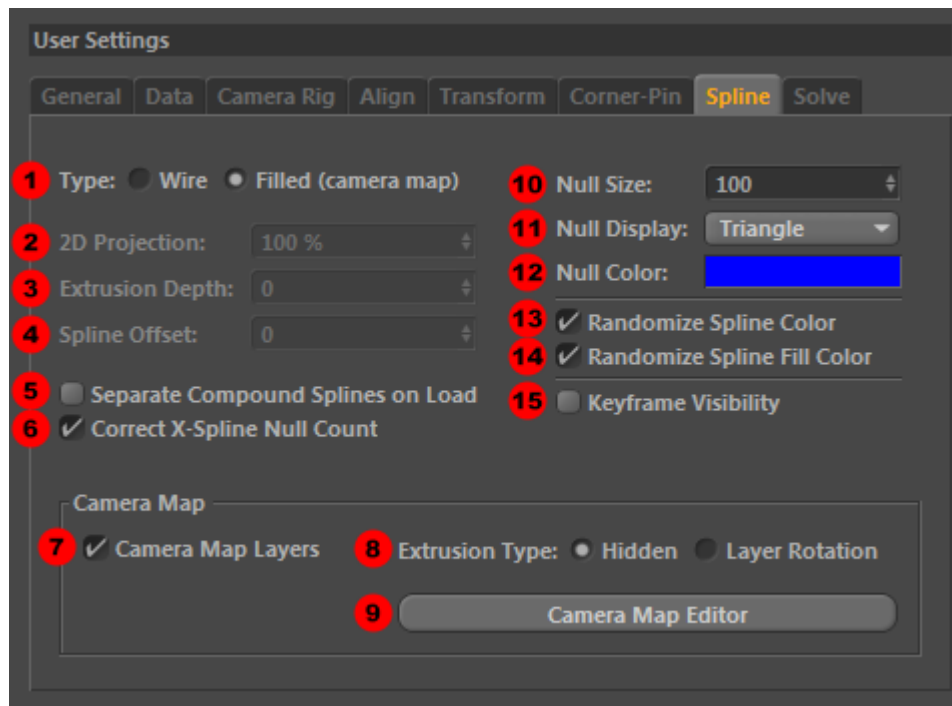 User Settings
General Data Camera Rig Align Transform Corner-Pin Spline Solve
1 Type: Wire Filled (camera map)
2 2D Projection: 100 %
3 Extrusion Depth: 0
4 Spline Offset: 0
5 Separate Compound Splines on Load
6 Correct X-Spline Null Count
10 Null Size: 100
11 Null Display: Triangle
12 Null Color:
13 Randomize Spline Color
14 Randomize Spline Fill Color
15 Keyframe Visibility
Camera Map
7 Camera Map Layers
8 Extrusion Type: Hidden Layer Rotation
9 Camera Map Editor